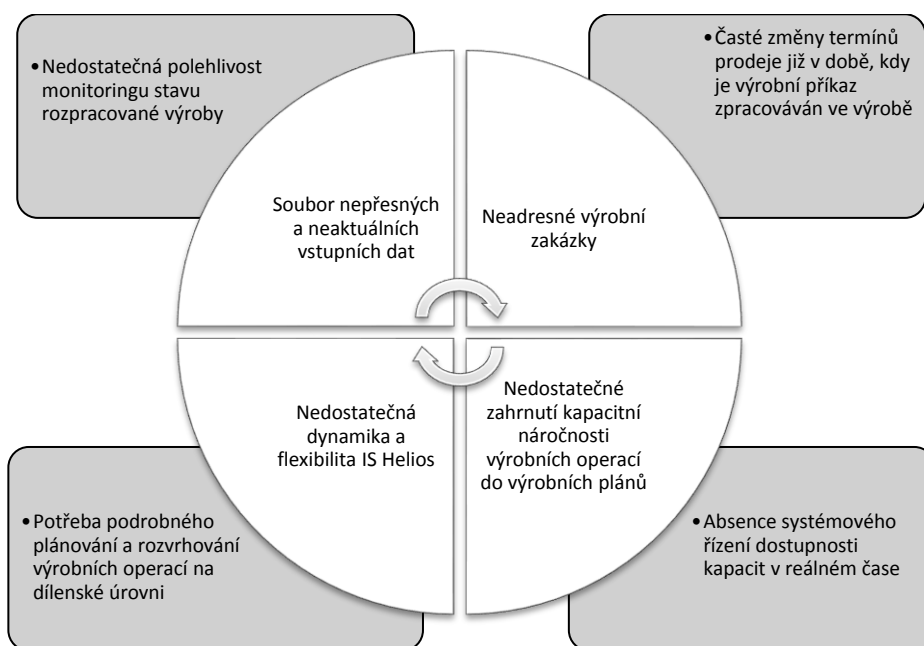 •Nedostatečná polehlivost
monitoringu stavu
rozpracované výroby
•Časté změny termínů
prodeje již v době, kdy
je výrobní příkaz
zpracováván ve výrobě
Soubor nepřesných
a neaktuálních
vstupních dat
Neadresné výrobní
zakázky
Nedostatečná
dynamika a
flexibilita IS Helios
Nedostatečné
zahrnutí kapacitní
náročnosti
výrobních operací
do výrobních plánů
•Potřeba podrobného
plánování a rozvrhování
výrobních operací na
dílenské úrovni
•Absence systémového
řízení dostupnosti
kapacit v reálném čase